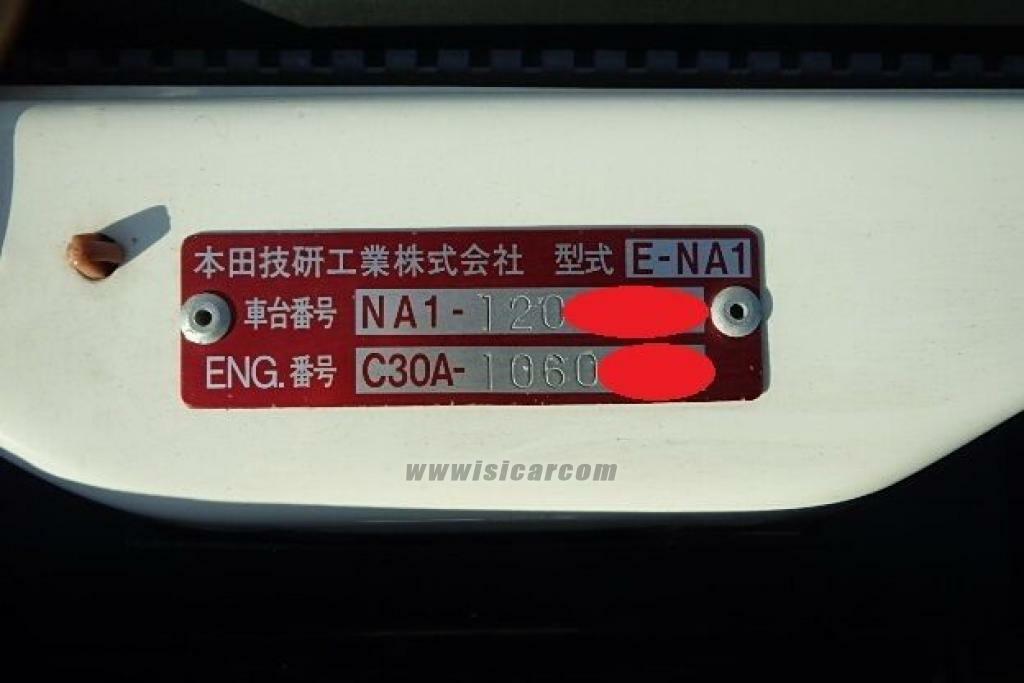 本田技研工業株式会社 型式 E-NA1
車台番号 NA1-120
ENG.番号 C30A-1060
wwwisicarcom